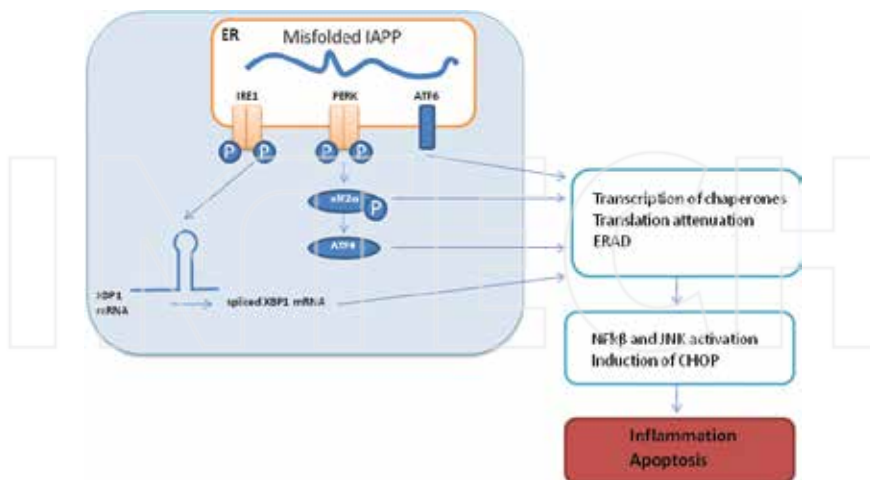 ER
Misfolded IAPP
IRE1
PERK
ATF6
P
P
P
P
eIF2α
P
ATF4
XBP1
mRNA
spliced XBP1 mRNA
Transcription of chaperones
Translation attenuation
ERAD
NFkβ and JNK activation
Induction of CHOP
Inflammation
Apoptosis
INTECH